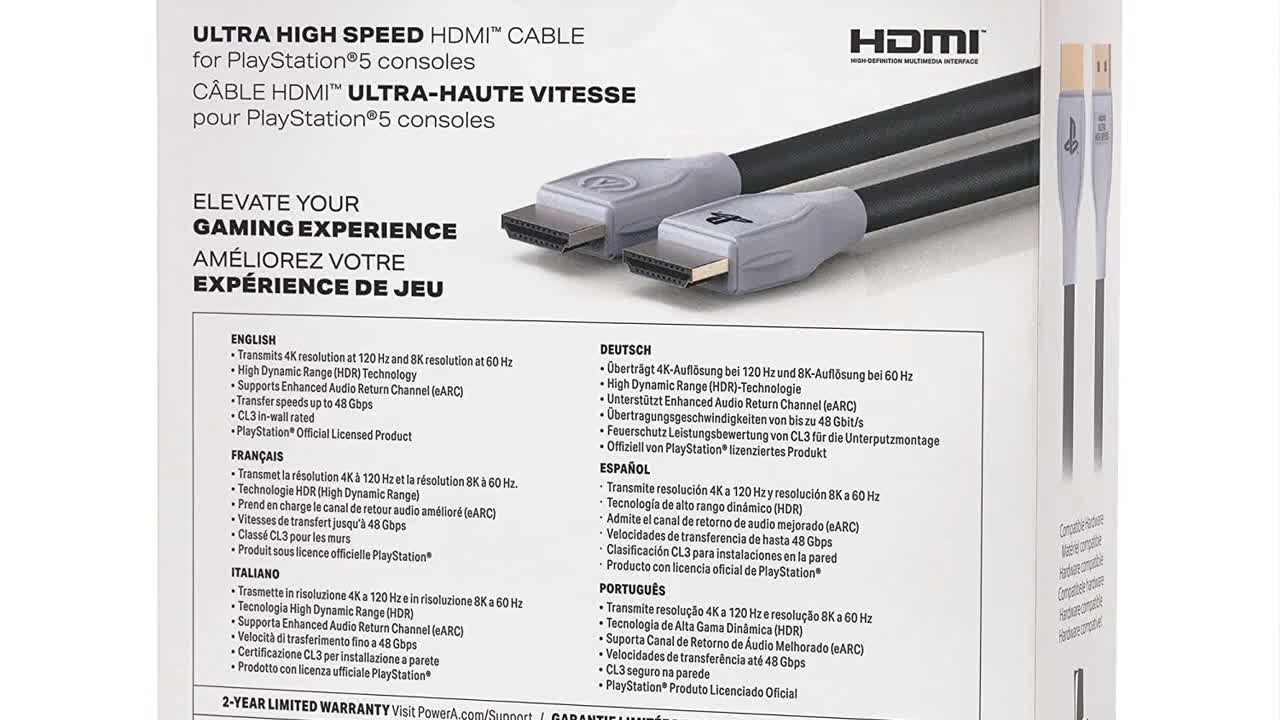 ULTRA HIGH SPEED HDMI™ CABLE
for PlayStation®5 consoles
CÂBLE HDMI™ ULTRA-HAUTE VITESSE
pour PlayStation®5 consoles
HDMI™
HIGH-DEFINITION MULTIMEDIA INTERFACE
ELEVATE YOUR
GAMING EXPERIENCE
AMÉLIOREZ VOTRE
EXPÉRIENCE DE JEU
ENGLISH
• Transmits 4K resolution at 120 Hz and 8K resolution at 60 Hz
• High Dynamic Range (HDR) Technology
• Supports Enhanced Audio Return Channel (eARC)
• Transfer speeds up to 48 Gbps
• CL3 in-wall rated
• PlayStation® Official Licensed Product
FRANÇAIS
• Transmet la résolution 4K à 120 Hz et la résolution 8K à 60 Hz.
• Technologie HDR (High Dynamic Range)
• Prend en charge le canal de retour audio amélioré (eARC)
• Vitesses de transfert jusqu'à 48 Gbps
• Classé CL3 pour les murs
• Produit sous licence officielle PlayStation®
ITALIANO
• Trasmette in risoluzione 4K a 120 Hz e in risoluzione 8K a 60 Hz
• Tecnologia High Dynamic Range (HDR)
• Supporta Enhanced Audio Return Channel (eARC)
• Velocità di trasferimento fino a 48 Gbps
• Certificazione CL3 per installazione a parete
• Prodotto con licenza ufficiale PlayStation®
DEUTSCH
• Überträgt 4K-Auflösung bei 120 Hz und 8K-Auflösung bei 60 Hz
• High Dynamic Range (HDR)-Technologie
• Unterstützt Enhanced Audio Return Channel (eARC)
• Übertragungsgeschwindigkeiten von bis zu 48 Gbit/s
• Feuerschutz Leistungsbewertung von CL3 für die Unterputzmontage
• Offiziell von PlayStation® lizenziertes Produkt
ESPAÑOL
· Transmite resolución 4K a 120 Hz y resolución 8K a 60 Hz
· Tecnología de alto rango dinámico (HDR)
· Admite el canal de retorno de audio mejorado (eARC)
· Velocidades de transferencia de hasta 48 Gbps
· Clasificación CL3 para instalaciones en la pared
· Producto con licencia oficial de PlayStation®
PORTUGUÊS
• Transmite resolução 4K a 120 Hz e resolução 8K a 60 Hz
• Tecnologia de Alta Gama Dinâmica (HDR)
• Suporta Canal de Retorno de Áudio Melhorado (eARC)
• Velocidades de transferência até 48 Gbps
• CL3 seguro na parede
• PlayStation® Produto Licenciado Oficial
2-YEAR LIMITED WARRANTY Visit PowerA.com/Support / GARANTIE LIMITÉE
HDMI
ULTRA
HIGH SPEED
Compatible Hardware
Matériel compatible
Hardware compatibile
Compatibele hardware
Hardware compatible
Hardware compatível